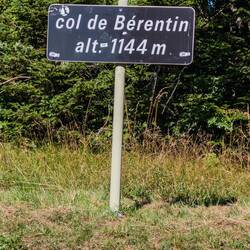 col de Bérentin
alt. 1144 m